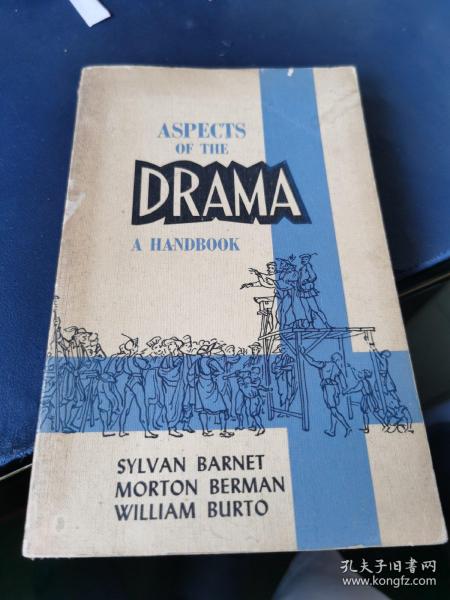 ASPECTS
OF THE
DRAMA
A HANDBOOK
SYLVAN BARNET
MORTON BERMAN
WILLIAM BURTO
孔夫子旧书网
www.kongfz.com